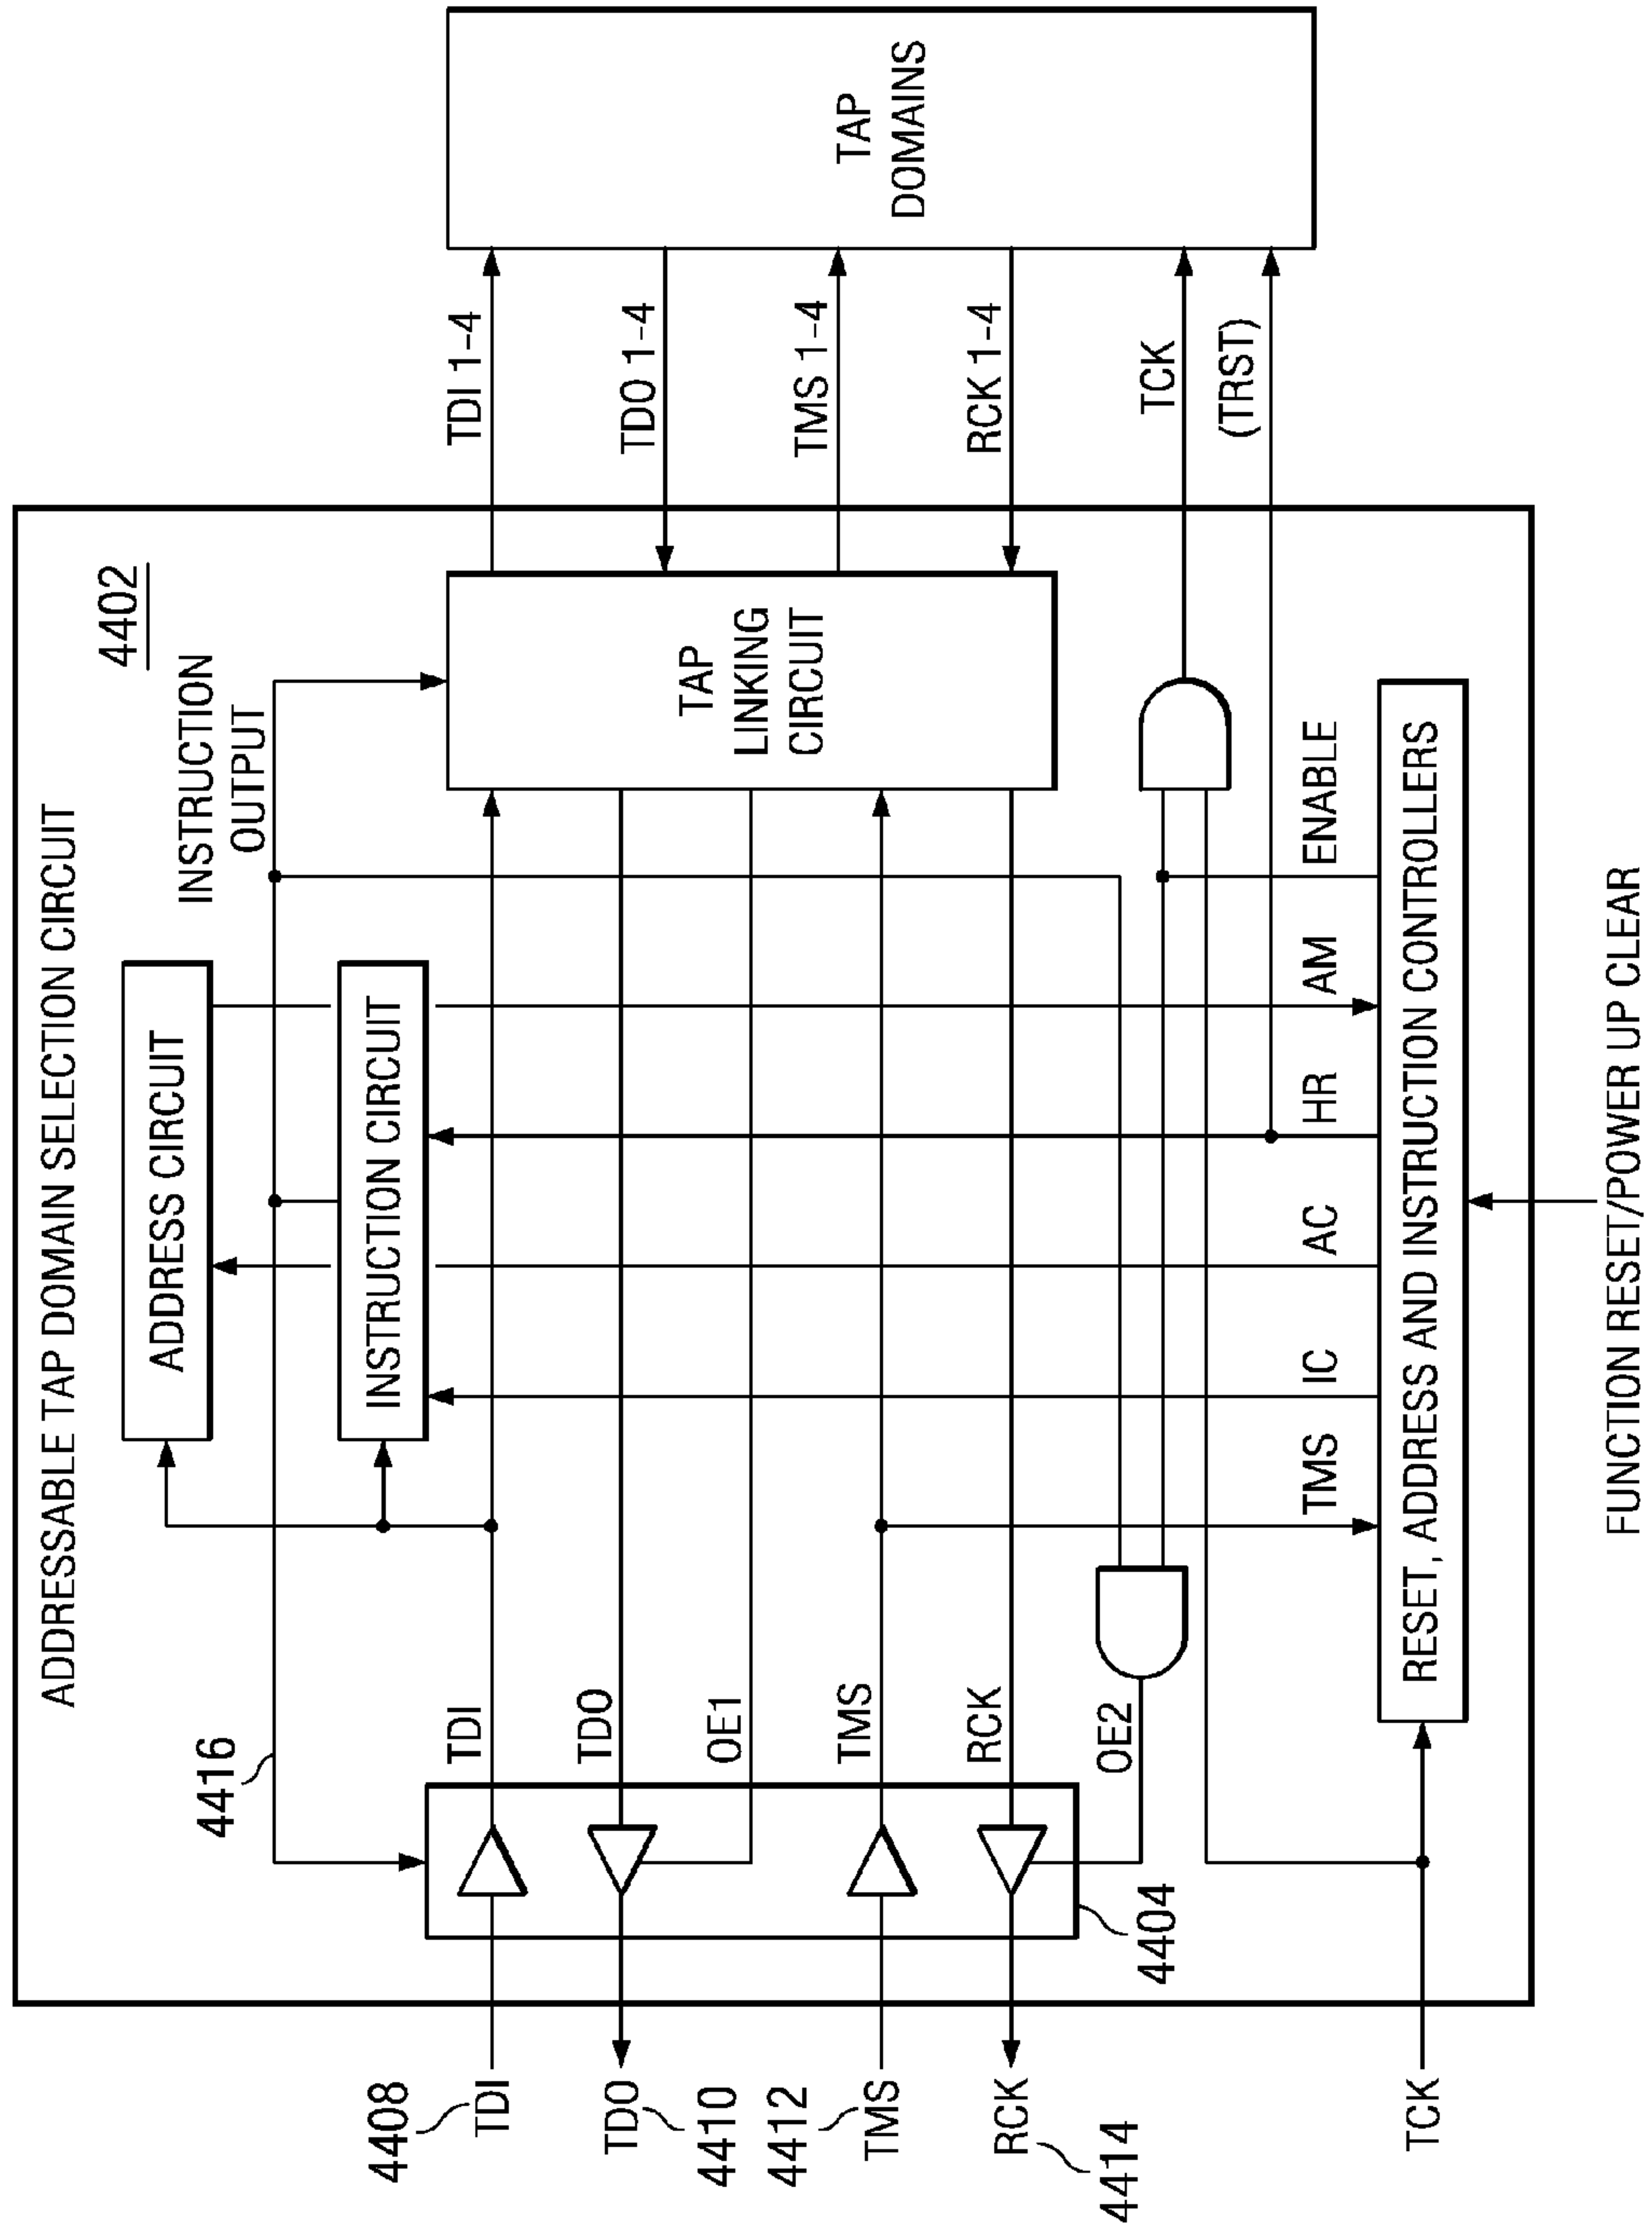 ADDRESSABLE TAP DOMAIN SELECTION CIRCUIT
4402
4416
ADDRESS CIRCUIT
INSTRUCTION
OUTPUT
INSTRUCTION CIRCUIT
4408
TDI
TDI
TDI 1-4
TDO
4410
TDO
TDO 1-4
OE1
TAP
LINKING
CIRCUIT
TAP
DOMAINS
4412
TMS
TMS
TMS 1-4
RCK
4414
RCK
RCK 1-4
4404
OE2
TCK
(TRST)
TMS
IC
AC
HR
AM
ENABLE
TCK
RESET, ADDRESS AND INSTRUCTION CONTROLLERS
FUNCTION RESET/POWER UP CLEAR